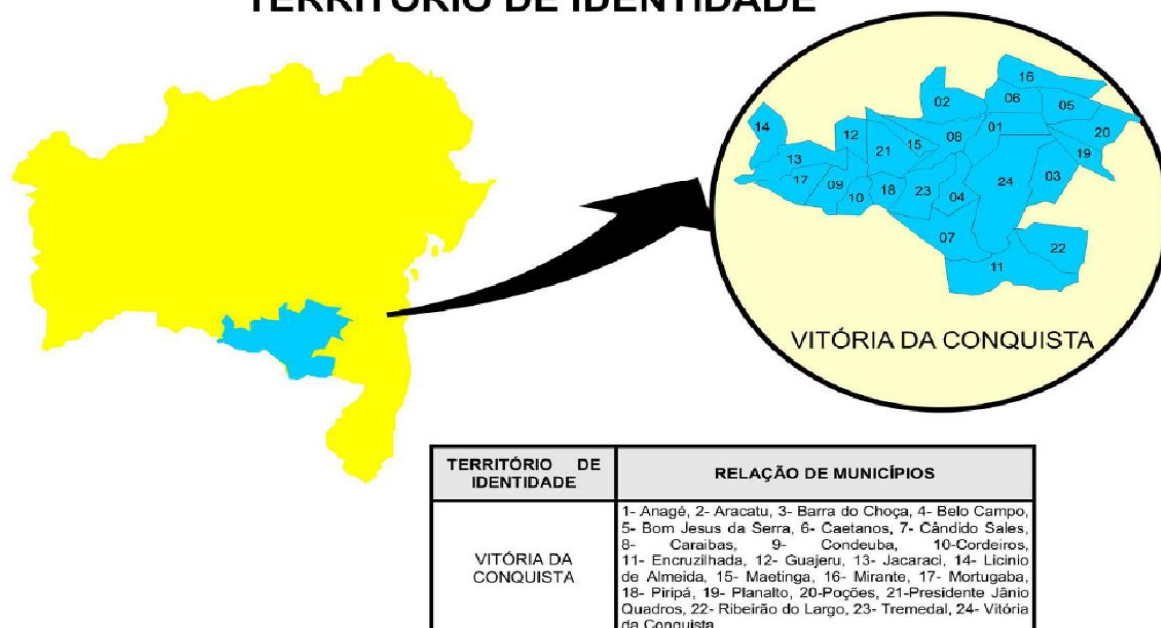 TERRITÓRIO DE IDENTIDADE
16
02
06
05
14
12
08
01
20
21
15
13
19
17
09
10
18
23
04
24
03
07
22
11
VITÓRIA DA CONQUISTA
TERRITÓRIO DE
IDENTIDADE
RELAÇÃO DE MUNICÍPIOS
VITÓRIA DA
CONQUISTA
1- Anagé, 2- Aracatu, 3- Barra do Choça, 4- Belo Campo,
5- Bom Jesus da Serra, 6- Caetanos, 7- Cândido Sales,
8- Caraibas, 9- Condeuba, 10-Cordeiros,
11- Encruzilhada, 12- Guajeru, 13- Jacaraci, 14- Licinio
de Almeida, 15- Maetinga, 16- Mirante, 17- Mortugaba,
18- Piripá, 19- Planalto, 20-Poções, 21-Presidente Jânio
Quadros, 22- Ribeirão do Largo, 23- Tremedal, 24- Vitória
da Conquista